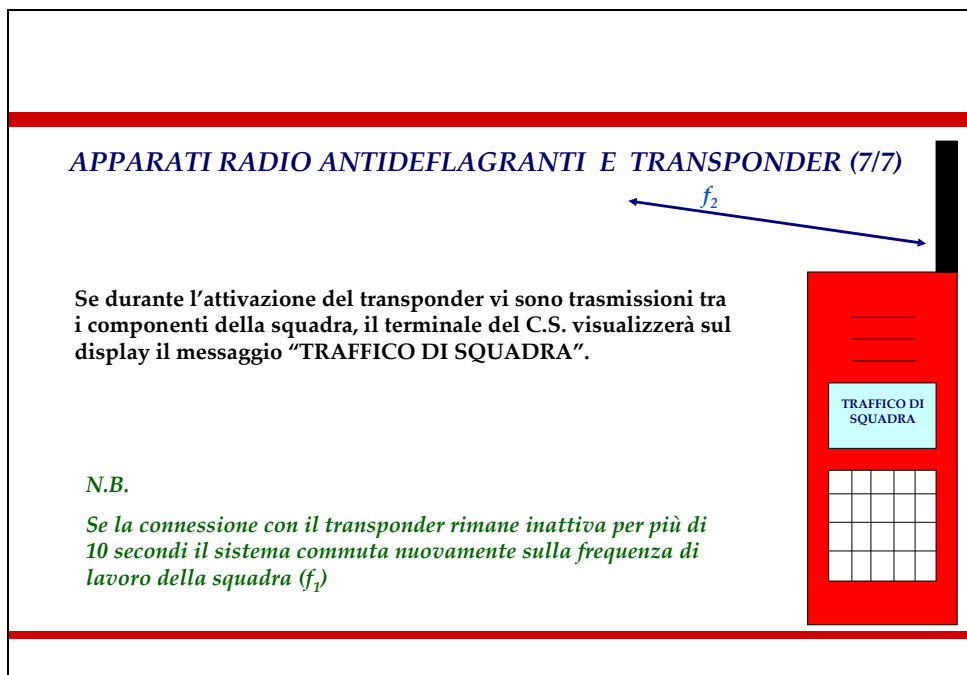 APPARATI RADIO ANTIDEFLAGRANTI E TRANSPONDER (7/7)
f2
Se durante l’attivazione del transponder vi sono trasmissioni tra
i componenti della squadra, il terminale del C.S. visualizzerà sul
display il messaggio “TRAFFICO DI SQUADRA”.
TRAFFICO DI
SQUADRA
N.B.
Se la connessione con il transponder rimane inattiva per più di
10 secondi il sistema commuta nuovamente sulla frequenza di
lavoro della squadra (f1)